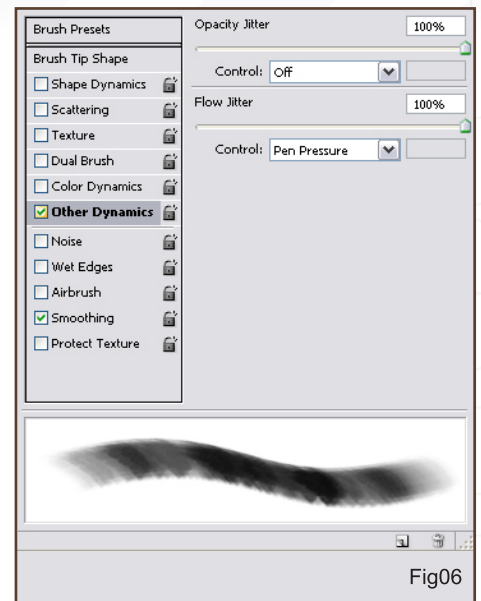 Brush Presets
Brush Tip Shape
Shape Dynamics
Scattering
Texture
Dual Brush
Color Dynamics
Other Dynamics
Noise
Wet Edges
Airbrush
Smoothing
Protect Texture
Opacity Jitter 100%
Control: Off
Flow Jitter 100%
Control: Pen Pressure
Fig06